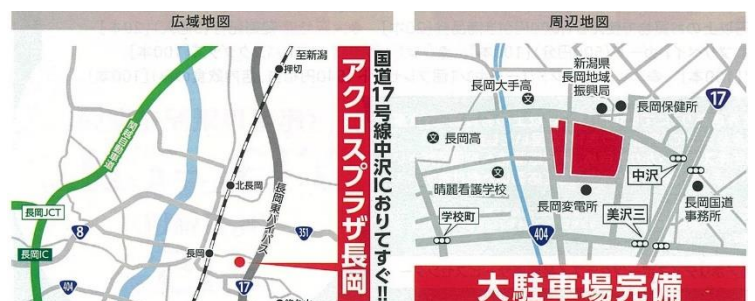 広域地図
至新潟
押切
関越自動車道
北長岡
長岡東バイパス
長岡JCT
8
351
長岡IC
長岡
404
17
アクロスプラザ長岡
国道17号線中沢ICおりてすぐ!!
周辺地図
新潟県
長岡地域
振興局
長岡大手高
文
長岡保健所
17
文
長岡高
文
中沢
晴麗看護学校
長岡変電所
長岡国道
事務所
学校町
404
美沢三
大駐車場完備